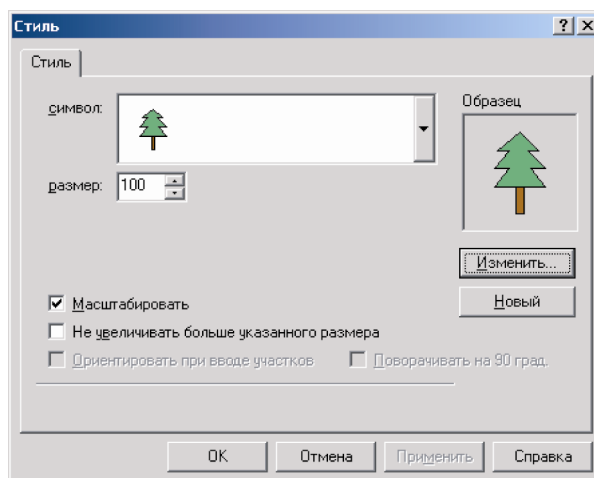 Стиль
Стиль
символ:
Образец
размер: 100
Изменить...
Масштабировать
Новый
Не увеличивать больше указанного размера
Ориентировать при вводе участков Поворачивать на 90 град.
ОК Отмена Применить Справка